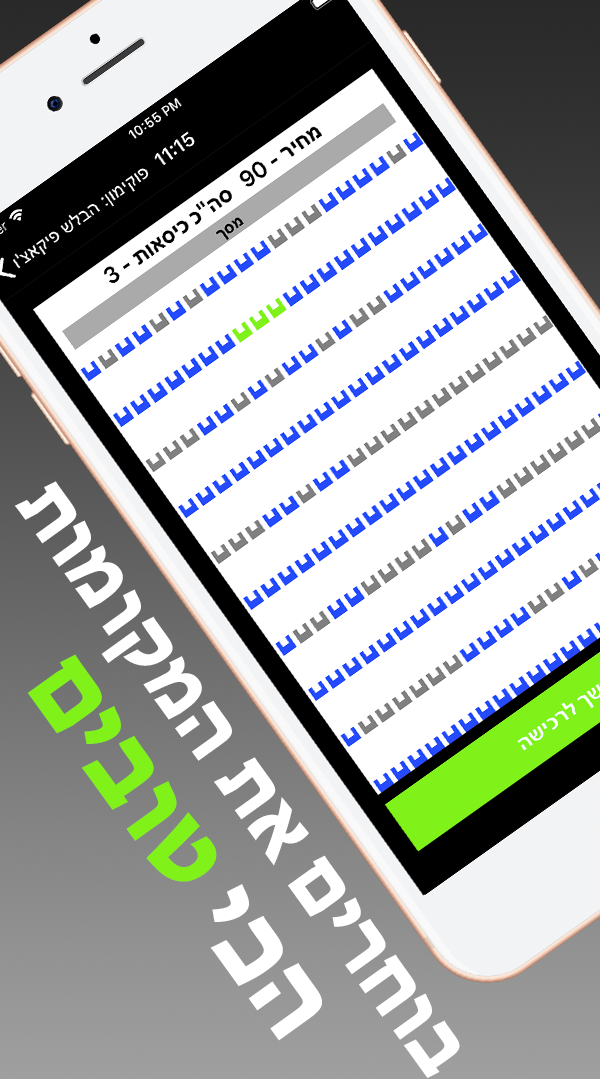 10:55 PM
פוקימון: הבלש פיקאצ'ו 11:15
סה"כ כיסאות - 3 מחיר - 90
מסך
לרכישה
בוחרים את המקומות
הכי טובים